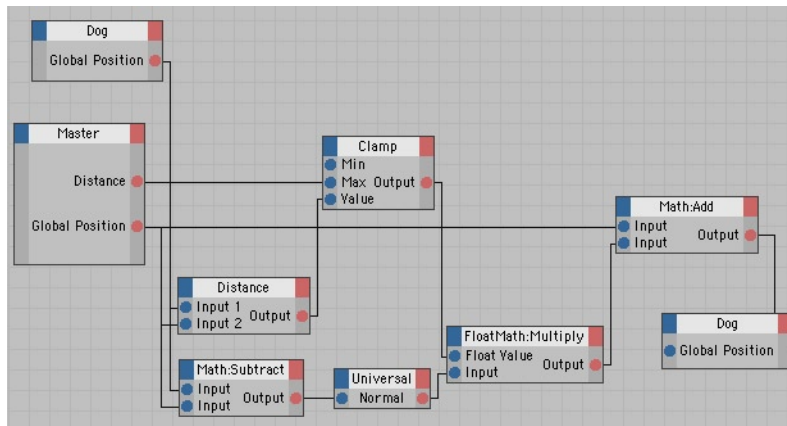 Dog
Global Position
Master
Distance
Global Position
Clamp
Min
Max Output
Value
Distance
Input 1
Input 2
Output
Math:Subtract
Input
Input
Output
Universal
Normal
FloatMath:Multiply
Float Value
Input
Output
Math:Add
Input
Input
Output
Dog
Global Position